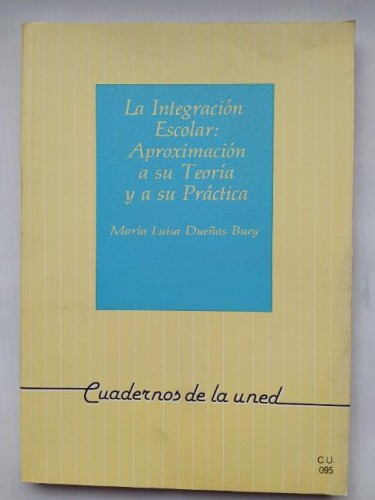 La Integración
Escolar:
Aproximación
a su Teoría
y a su Práctica
María Luisa Dueñas Buey
Cuadernos de la uned
C.U.
095